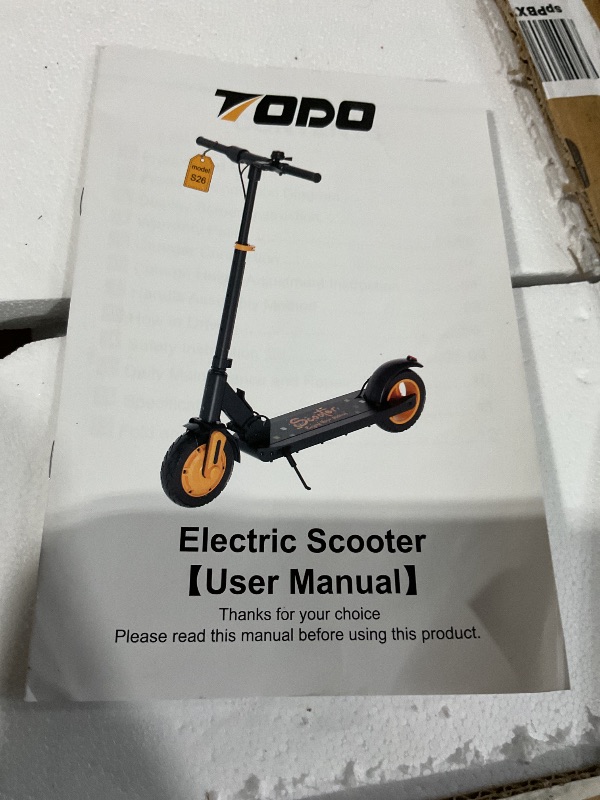 spPBX
TODO
model
S26
Scooter
Electric Scooter
【User Manual】
Thanks for your choice
Please read this manual before using this product.